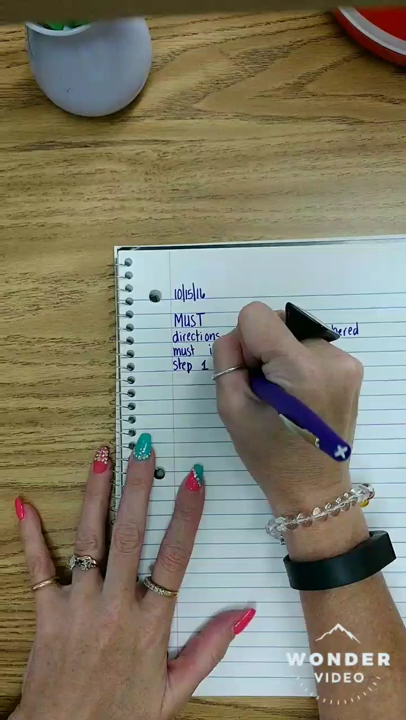 10/15/16
MUST
directions
must
step 1
WONDER
VIDEO